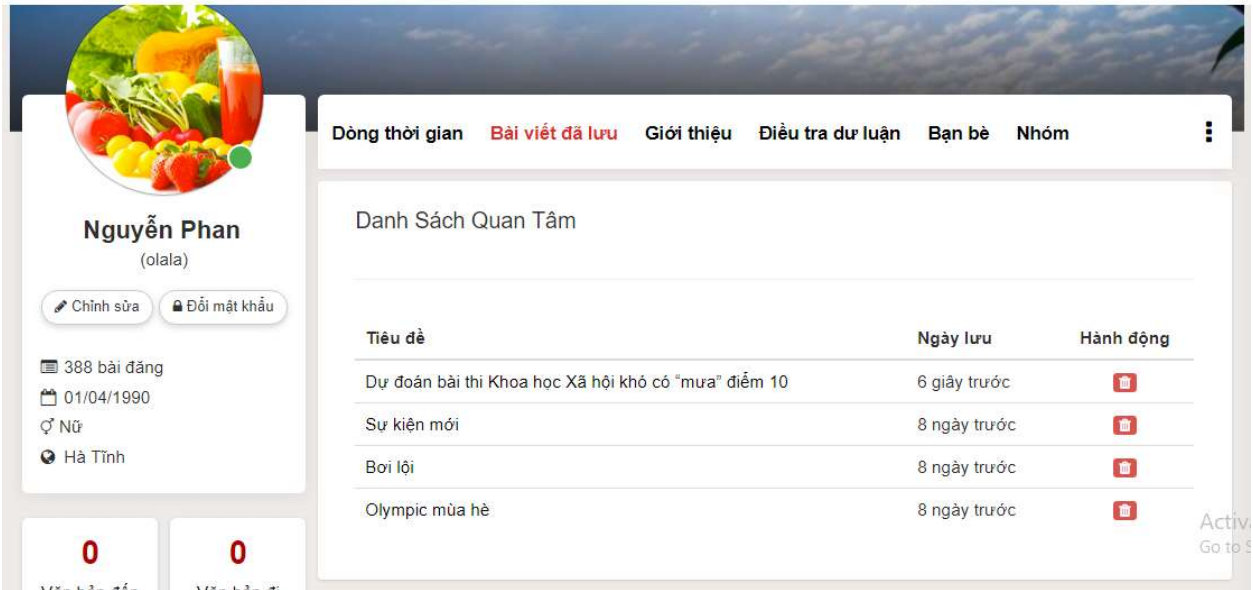 Dòng thời gian Bài viết đã lưu Giới thiệu Điều tra dư luận Bạn bè Nhóm
Nguyễn Phan
(olala)
Chỉnh sửa Đổi mật khẩu
388 bài đăng
01/04/1990
Nữ
Hà Tĩnh
0 0
Danh Sách Quan Tâm
Tiêu đề Ngày lưu Hành động
Dự đoán bài thi Khoa học Xã hội khó có “mưa” điểm 10 6 giây trước
Sự kiện mới 8 ngày trước
Bơi lội 8 ngày trước
Olympic mùa hè 8 ngày trước
Go to